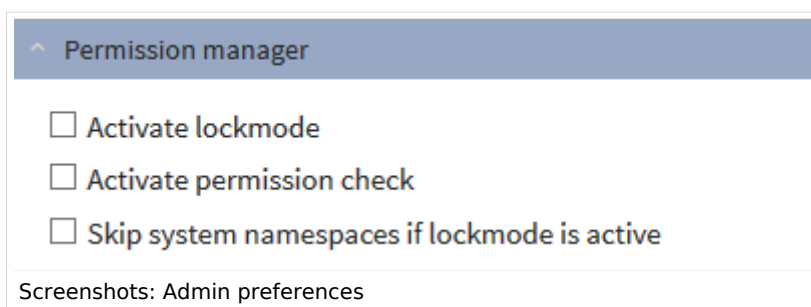 Permission manager
Activate lockmode
Activate permission check
Skip system namespaces if lockmode is active
Screenshots: Admin preferences